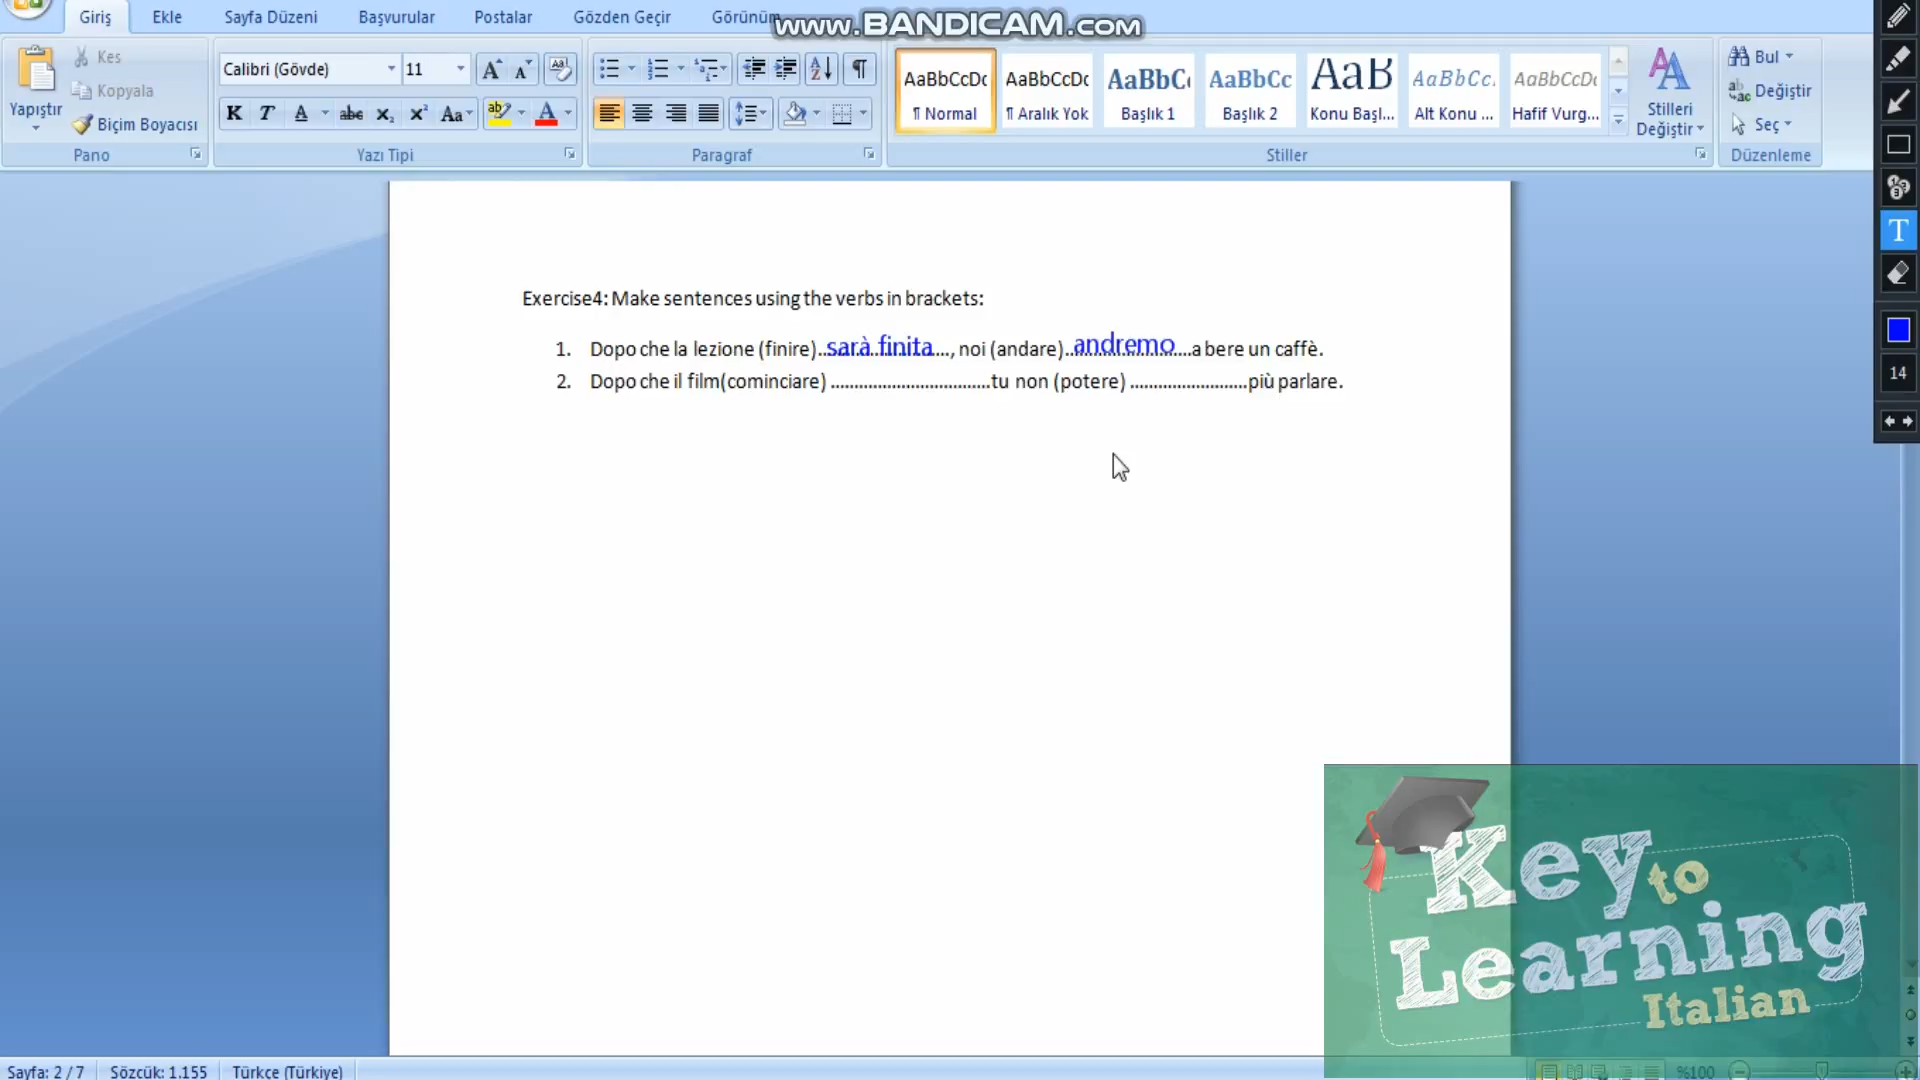 Giriş Ekle Sayfa Düzeni Başvurular Postalar Gözden Geçir Görünüm
www.BANDICAM.com
Yapıştır
Kes
Kopyala
Biçim Boyacısı
Pano
Calibri (Gövde) 11
K T A abc x₂ x² Aa
Yazı Tipi
Paragraf
AaBbCcDc AaBbCcDc AaBbC AaBbCc AaB AaBbCc. AaBbCcDc
¶ Normal ¶ Aralık Yok Başlık 1 Başlık 2 Konu Başl... Alt Konu ... Hafif Vurg...
Stiller
Stilleri
Değiştir
Bul
Değiştir
Seç
Düzenleme
T
14
Exercise4: Make sentences using the verbs in brackets:
1. Dopo che la lezione (finire)..sarà finita..., noi (andare)..andremo...a bere un caffè.
2. Dopo che il film(cominciare) ..................................tu non (potere) .........................più parlare.
Key
to
Learning
Italian
Sayfa: 2 / 7 Sözcük: 1.155 Türkçe (Türkiye) %100